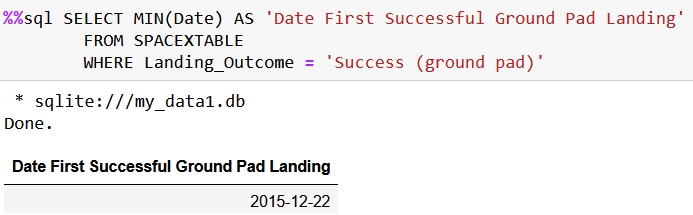 %%sql SELECT MIN(Date) AS 'Date First Successful Ground Pad Landing'
FROM SPACEXTABLE
WHERE Landing_Outcome = 'Success (ground pad)'
* sqlite:///my_data1.db
Done.
Date First Successful Ground Pad Landing
2015-12-22